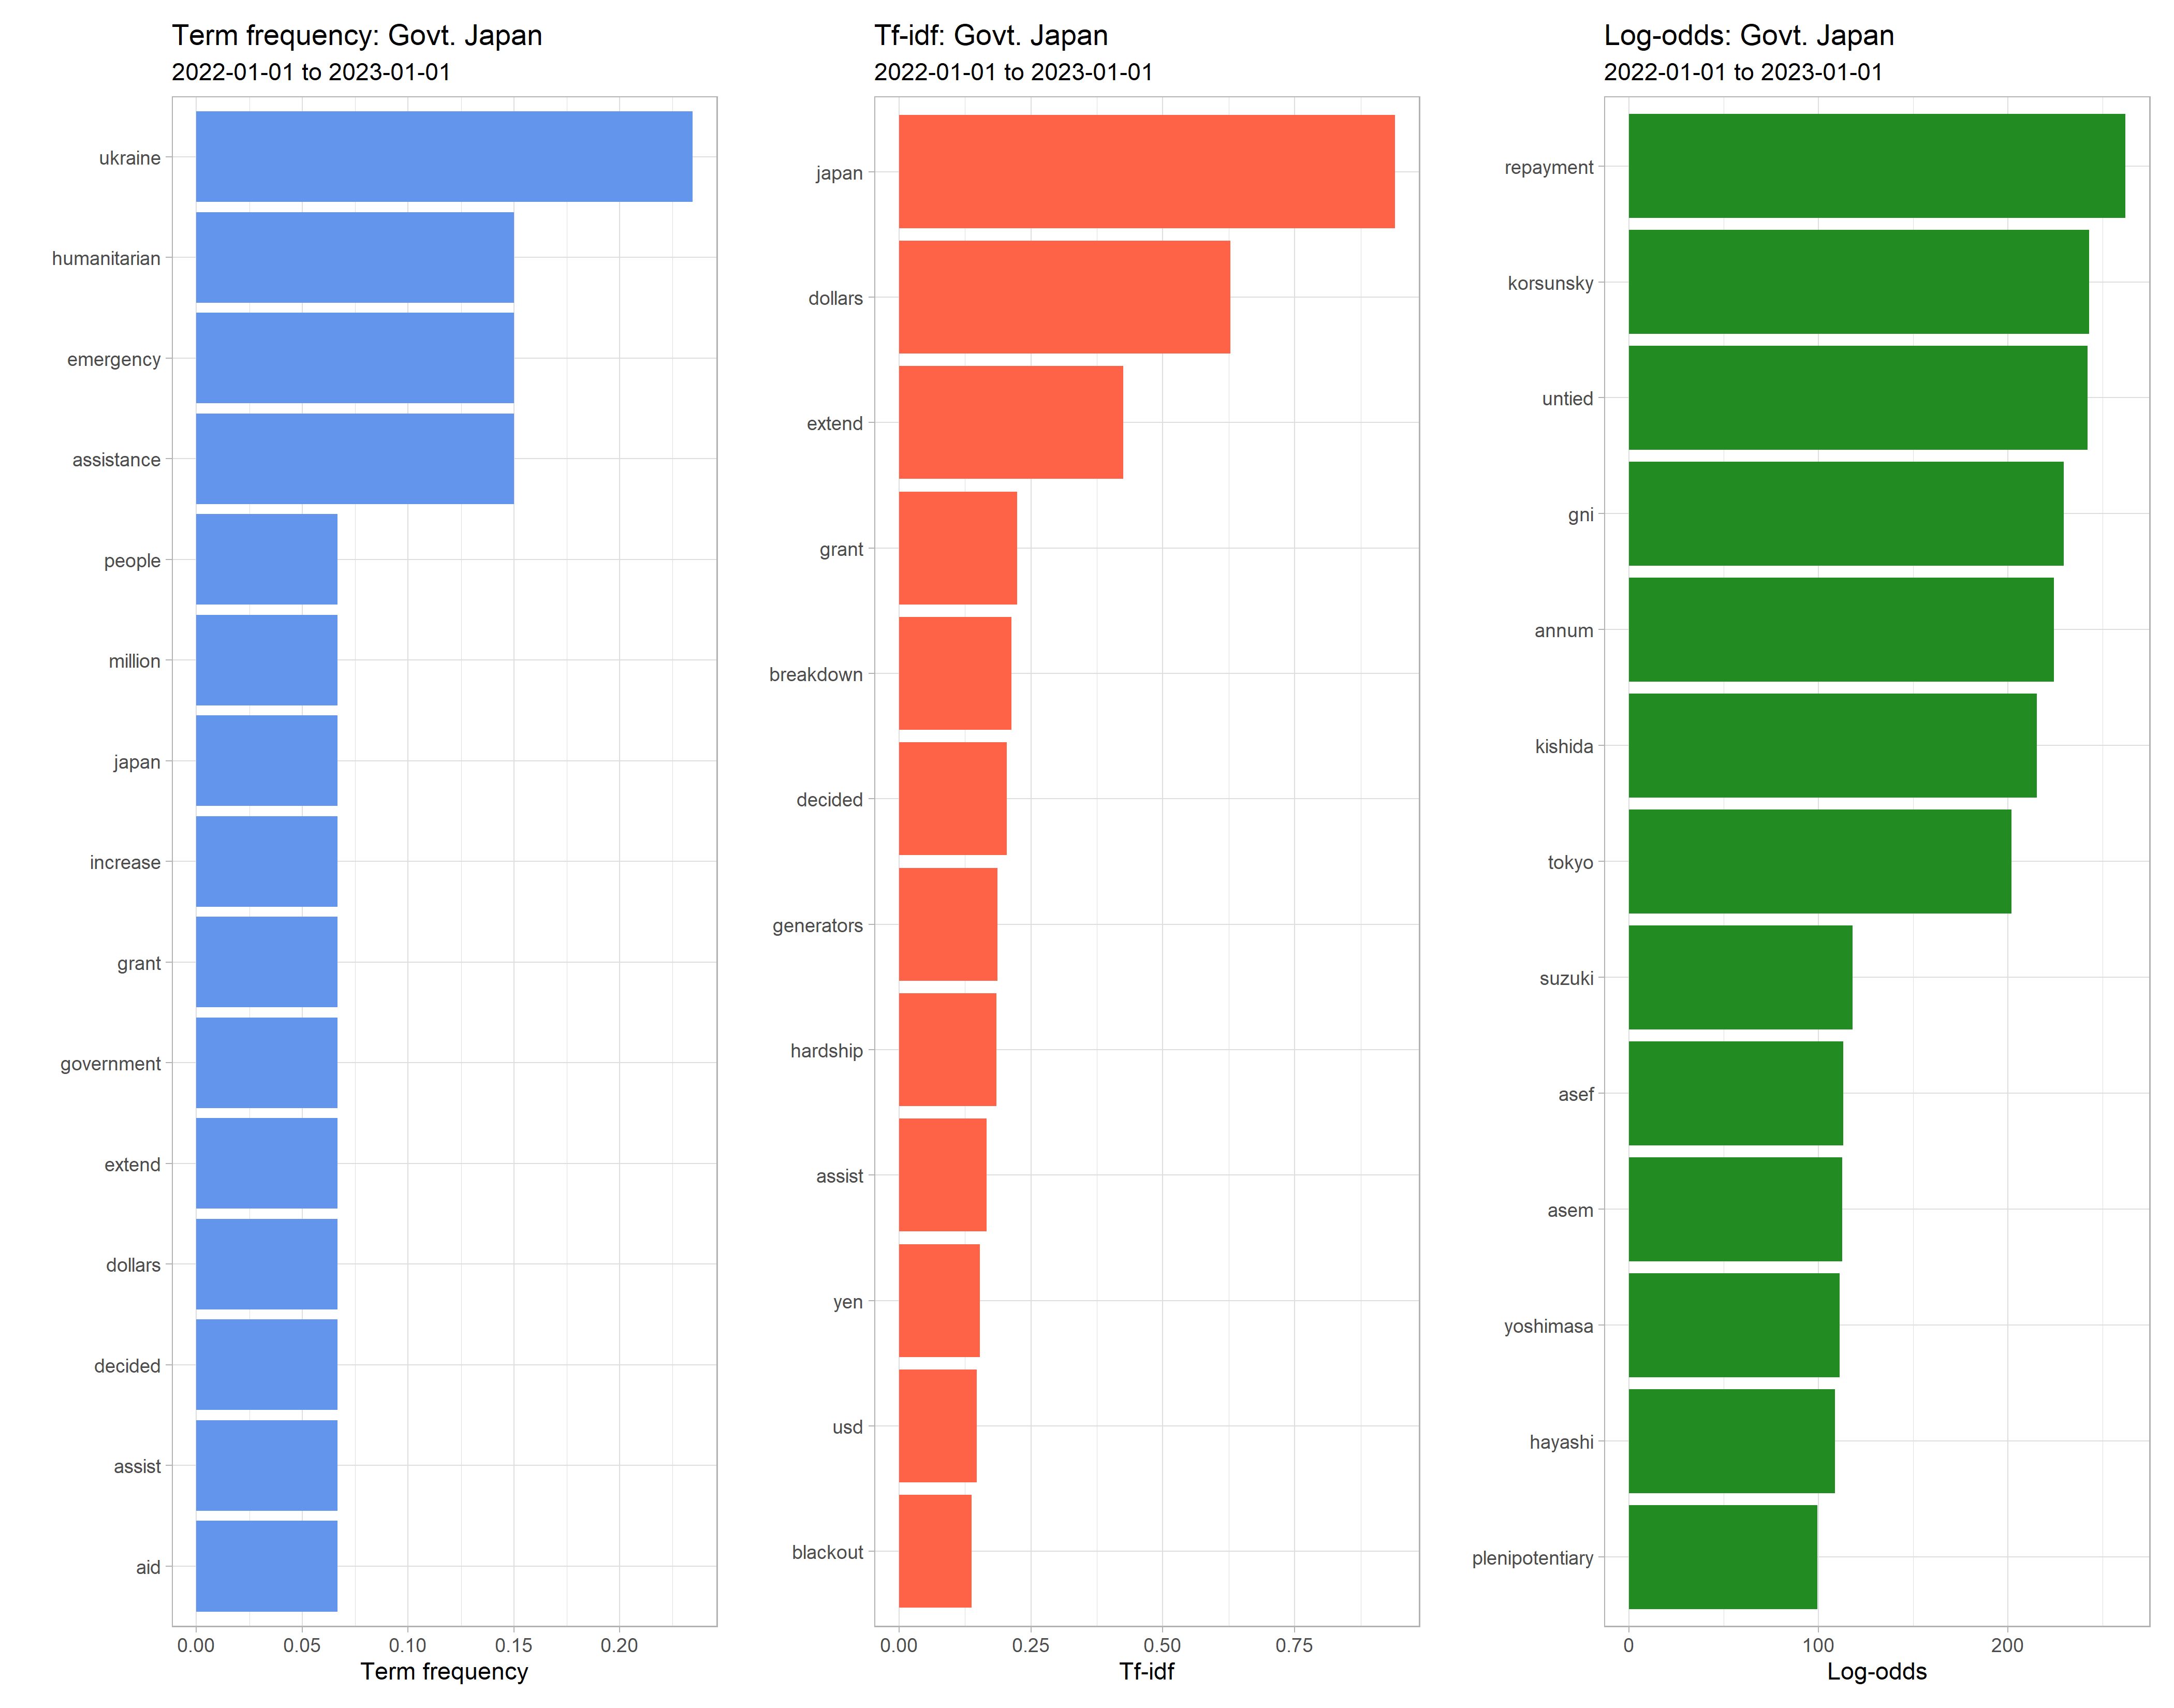 Term frequency: Govt. Japan
2022-01-01 to 2023-01-01
ukraine
humanitarian
emergency
assistance
people
million
japan
increase
grant
government
extend
dollars
decided
assist
aid
0.00 0.05 0.10 0.15 0.20
Term frequency
Tf-idf: Govt. Japan
2022-01-01 to 2023-01-01
japan
dollars
extend
grant
breakdown
decided
generators
hardship
assist
yen
usd
blackout
0.00 0.25 0.50 0.75
Tf-idf
Log-odds: Govt. Japan
2022-01-01 to 2023-01-01
repayment
korsunsky
untied
gni
annum
kishida
tokyo
suzuki
asef
asem
yoshimasa
hayashi
plenipotentiary
0 100 200
Log-odds